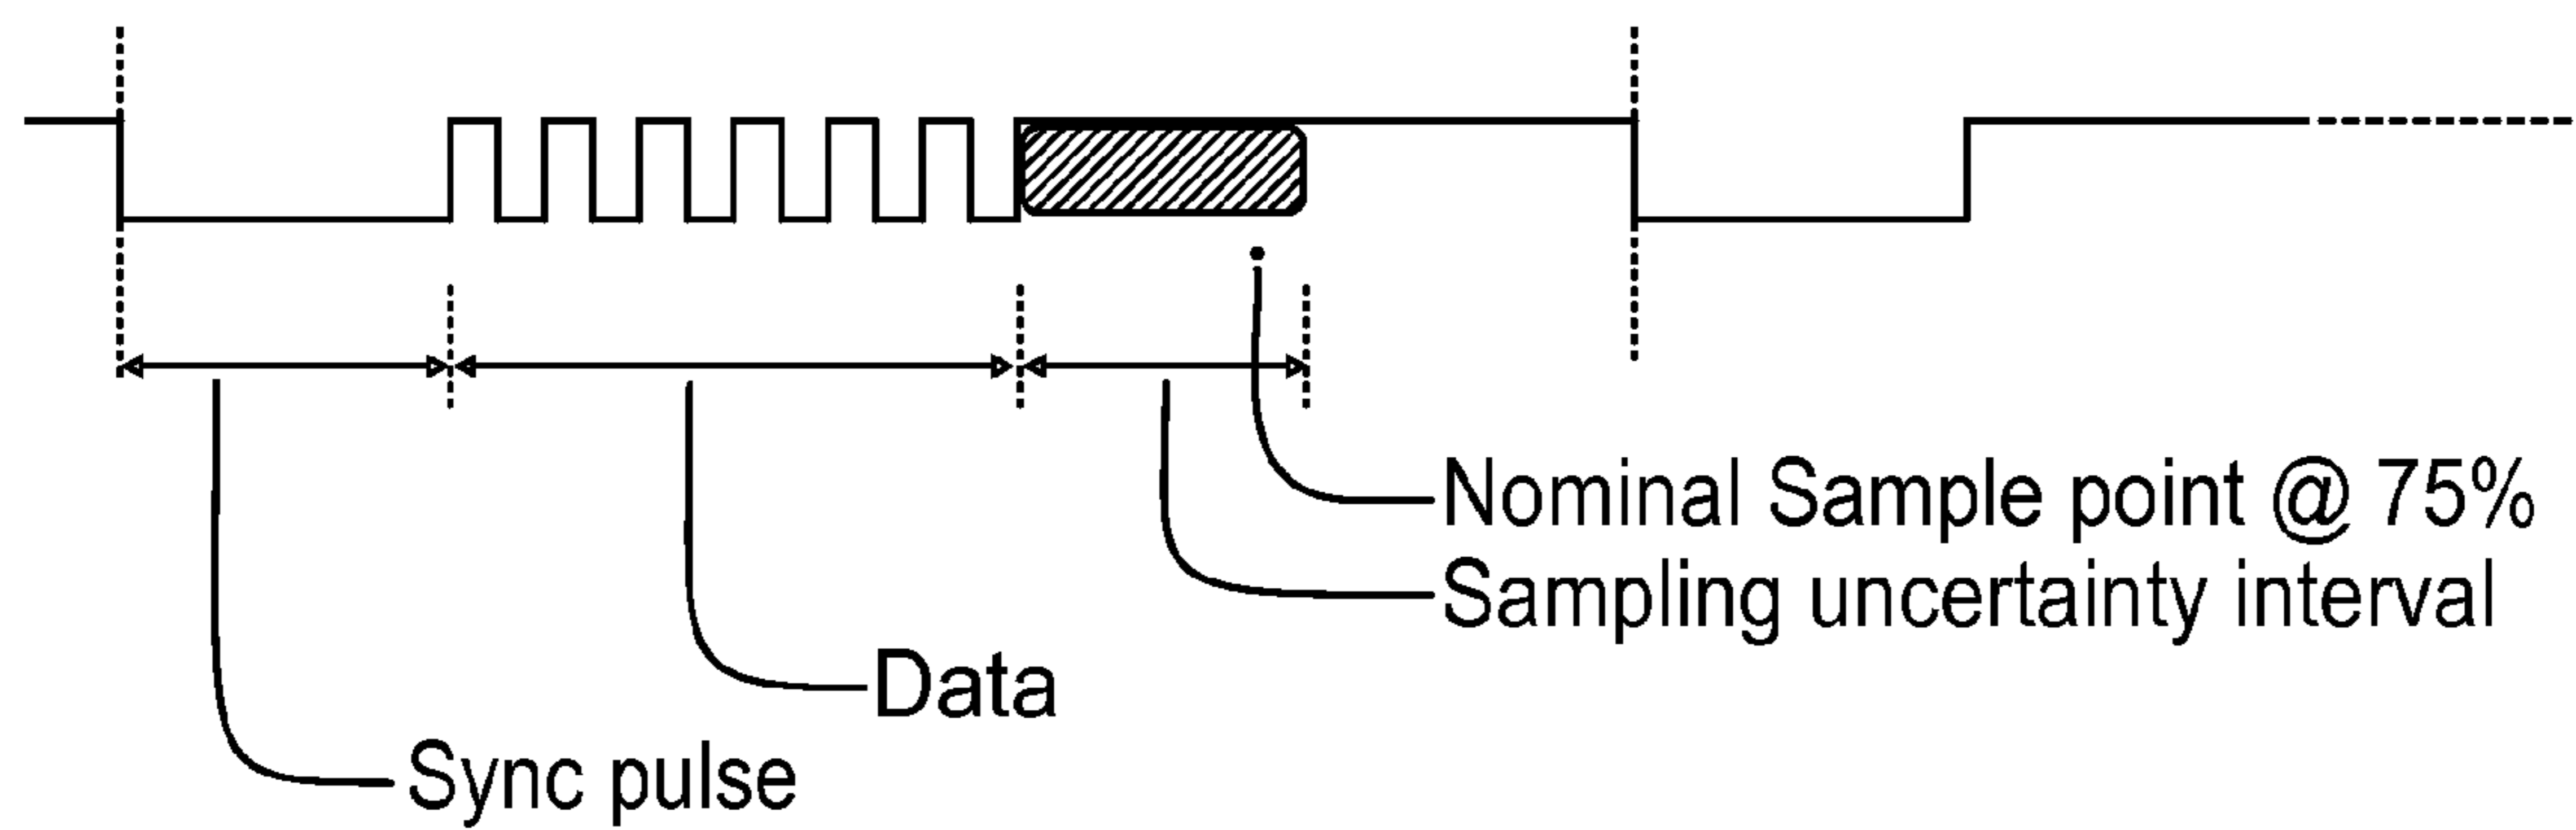 Nominal Sample point @ 75%
Sampling uncertainty interval
Data
Sync pulse